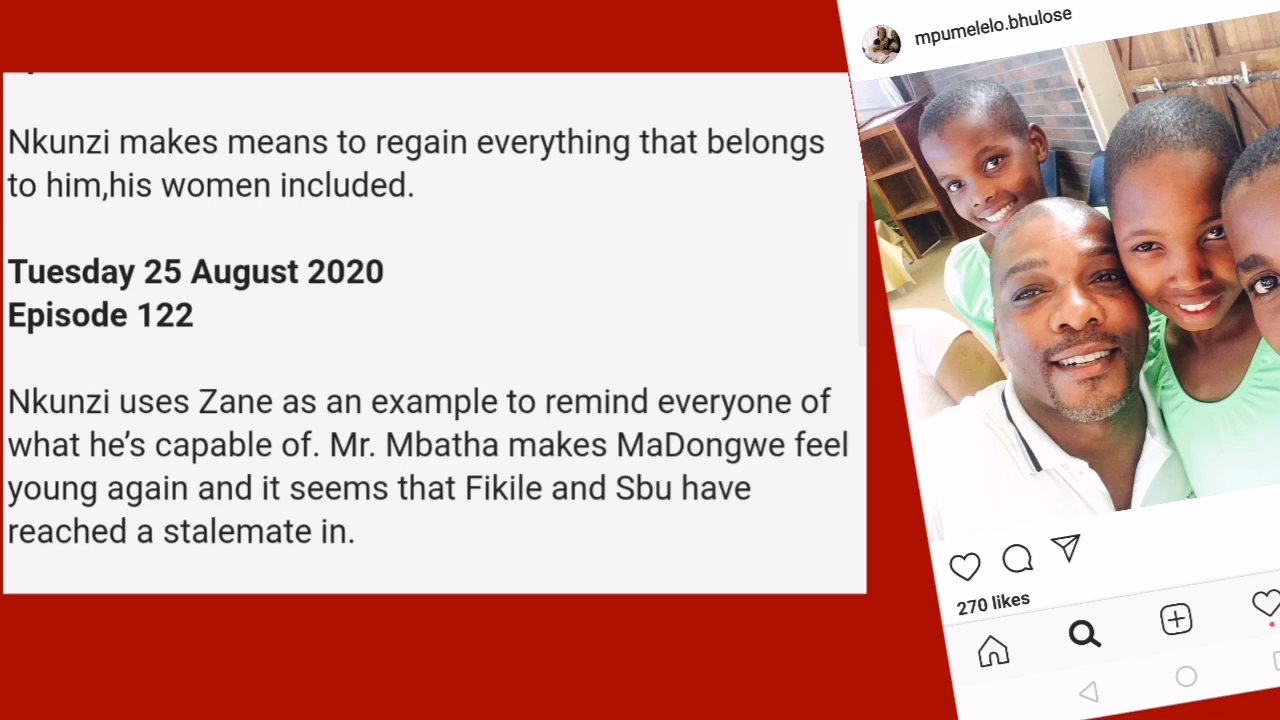 Nkunzi makes means to regain everything that belongs
to him,his women included.
Tuesday 25 August 2020
Episode 122
Nkunzi uses Zane as an example to remind everyone of
what he’s capable of. Mr. Mbatha makes MaDongwe feel
young again and it seems that Fikile and Sbu have
reached a stalemate in.
mpumelelo.bhulose
270 likes